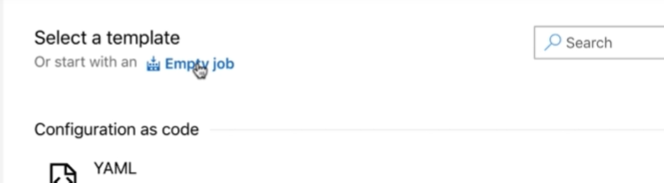 Select a template
Search
Or start with an Empty job
Configuration as code
YAML